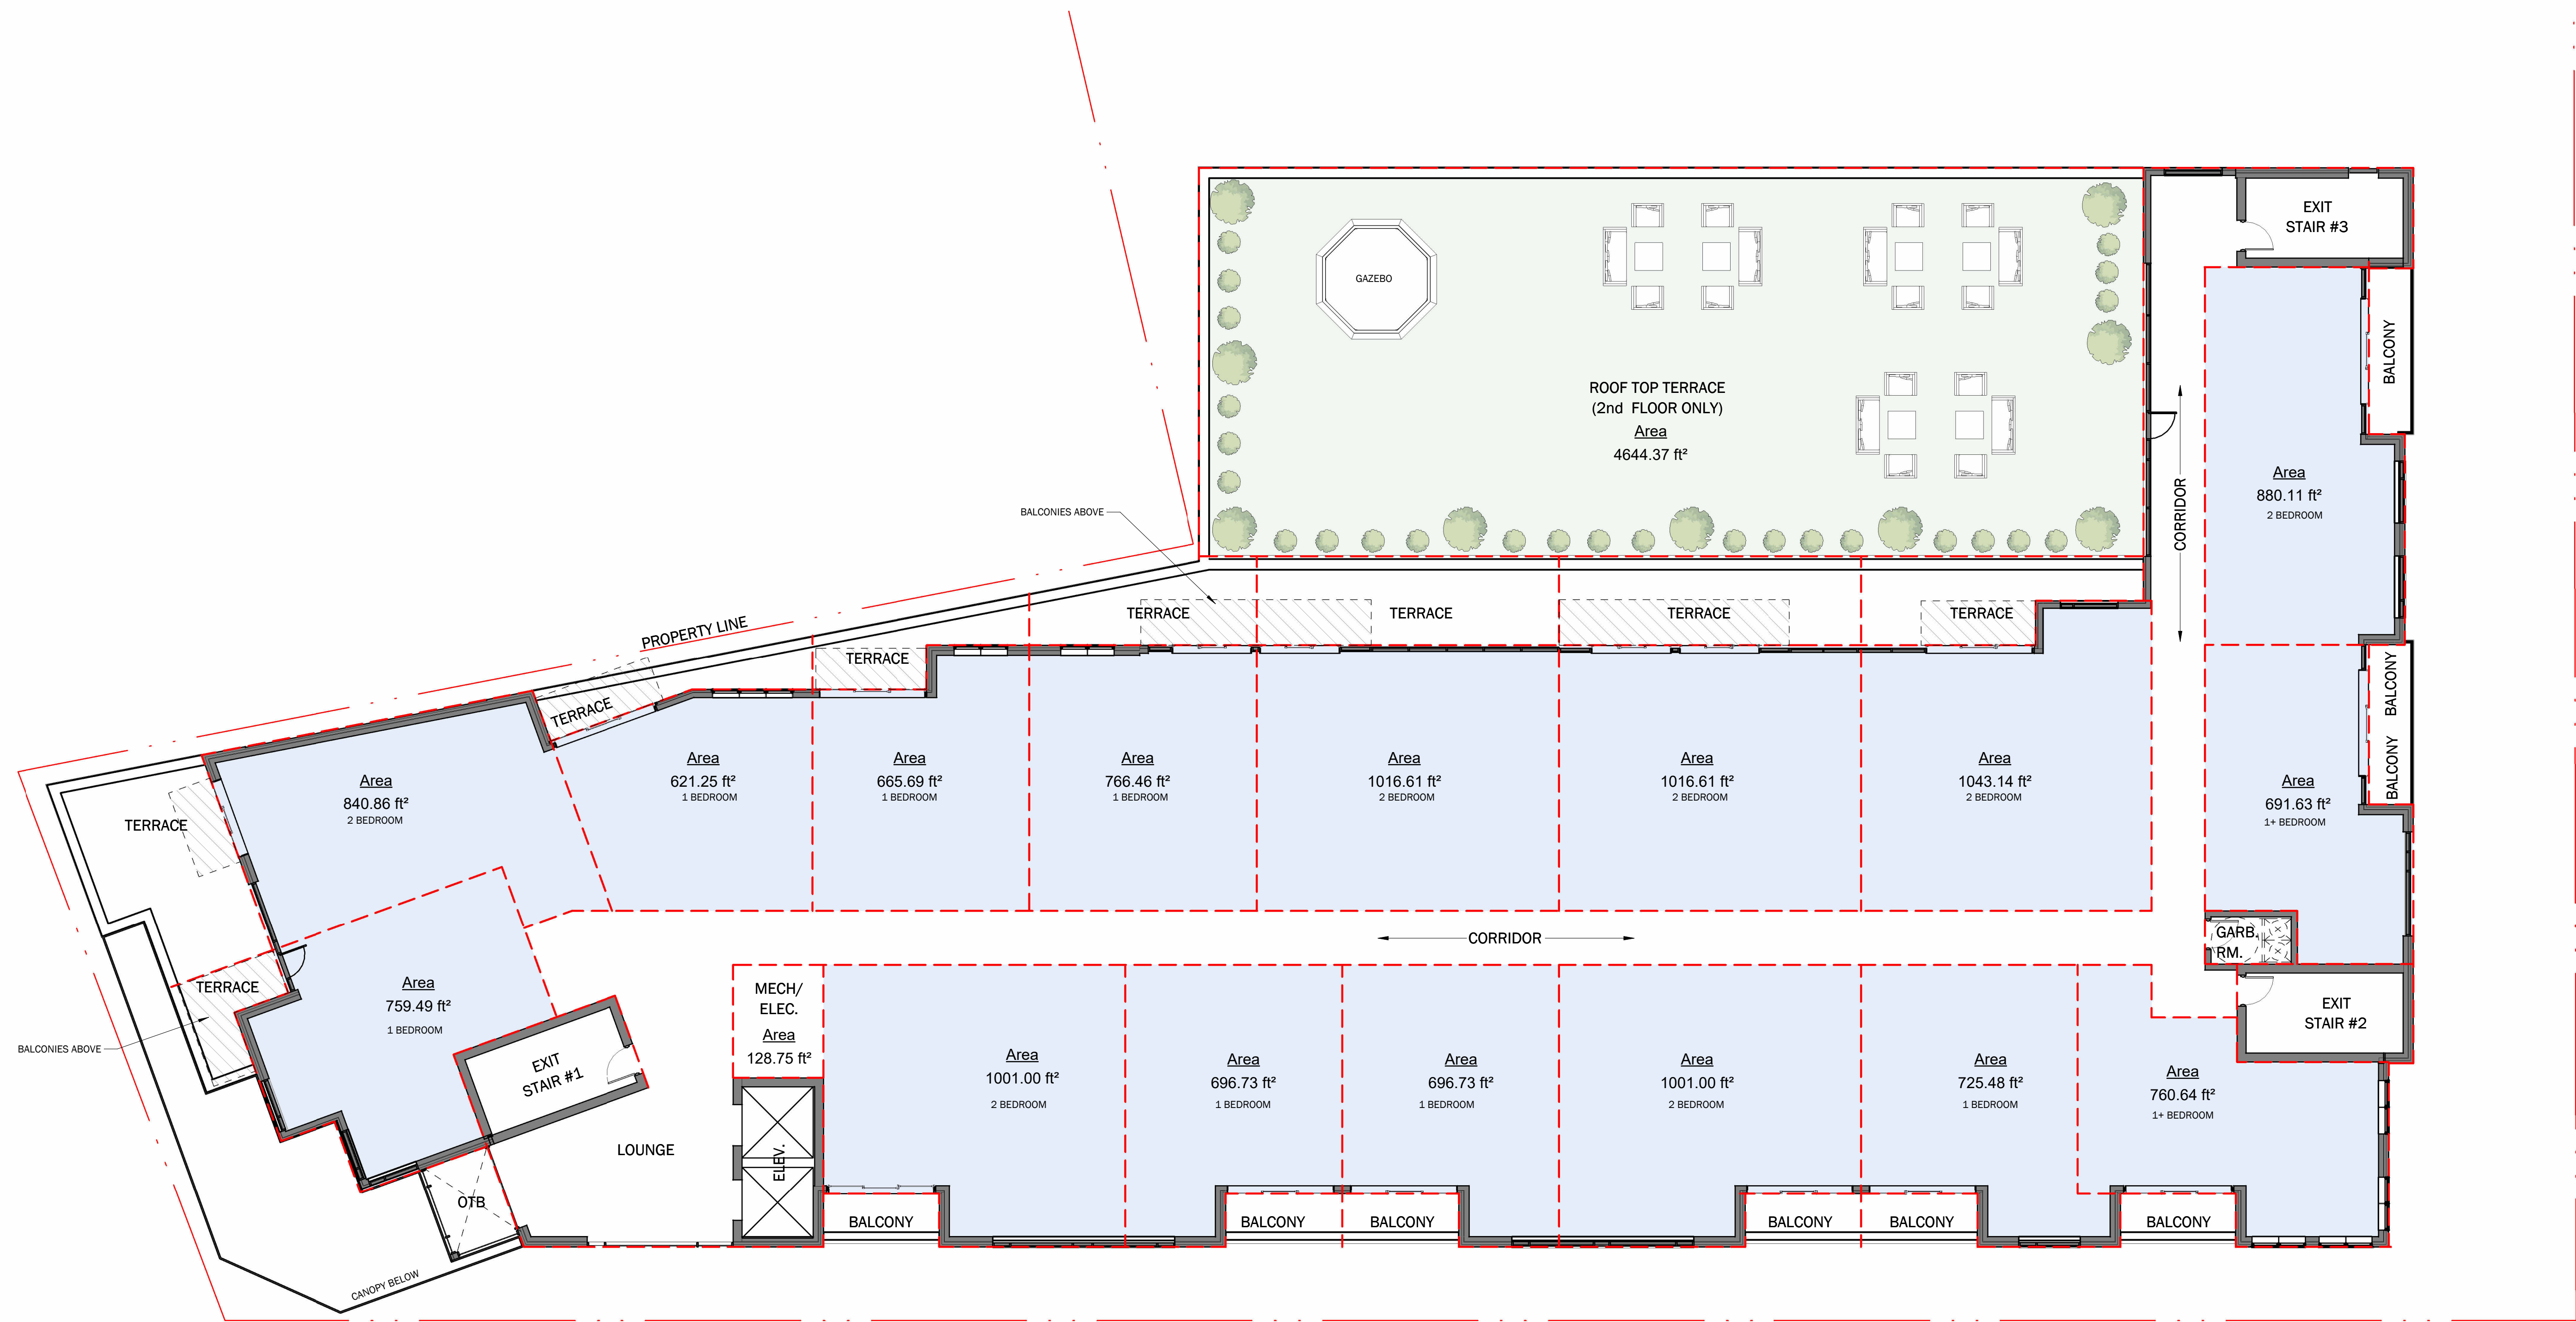 EXIT
STAIR #3
GAZEBO
BALCONY
ROOF TOP TERRACE
(2nd FLOOR ONLY)
Area
4644.37 ft²
CORRIDOR
Area
880.11 ft²
2 BEDROOM
BALCONIES ABOVE
PROPERTY LINE
TERRACE
TERRACE
TERRACE
TERRACE
TERRACE
TERRACE
BALCONY
BALCONY
Area
840.86 ft²
2 BEDROOM
Area
621.25 ft²
1 BEDROOM
Area
665.69 ft²
1 BEDROOM
Area
766.46 ft²
1 BEDROOM
Area
1016.61 ft²
2 BEDROOM
Area
1016.61 ft²
2 BEDROOM
Area
1043.14 ft²
2 BEDROOM
Area
691.63 ft²
1+ BEDROOM
TERRACE
CORRIDOR
GARB.
RM.
TERRACE
Area
759.49 ft²
1 BEDROOM
MECH/
ELEC.
Area
128.75 ft²
EXIT
STAIR #2
BALCONIES ABOVE
EXIT
STAIR #1
Area
1001.00 ft²
2 BEDROOM
Area
696.73 ft²
1 BEDROOM
Area
696.73 ft²
1 BEDROOM
Area
1001.00 ft²
2 BEDROOM
Area
725.48 ft²
1 BEDROOM
Area
760.64 ft²
1+ BEDROOM
LOUNGE
ELEV.
OTB
BALCONY
BALCONY
BALCONY
BALCONY
BALCONY
BALCONY
CANOPY BELOW